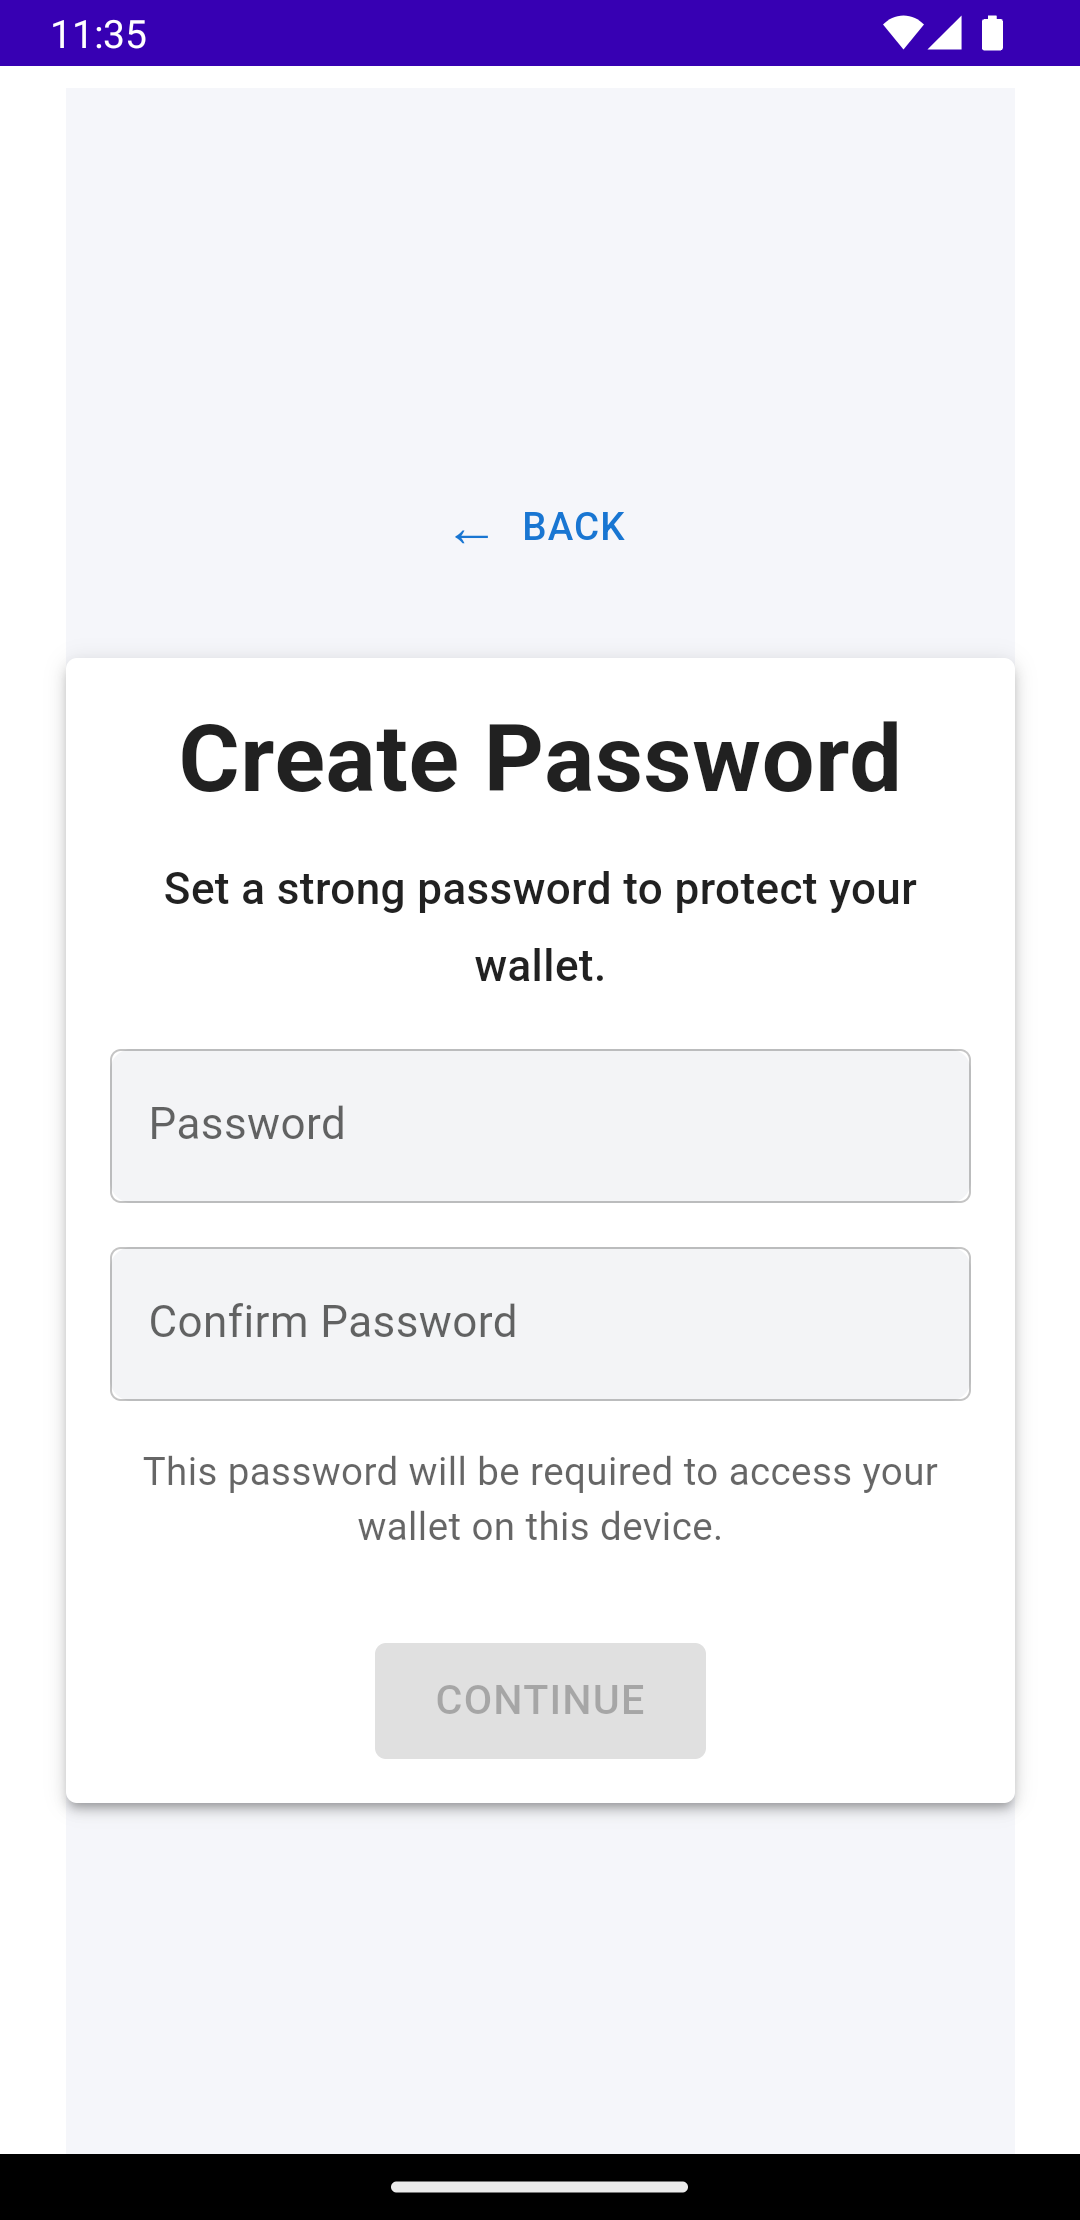 11:35
← BACK
Create Password
Set a strong password to protect your
wallet.
Password
Confirm Password
This password will be required to access your
wallet on this device.
CONTINUE